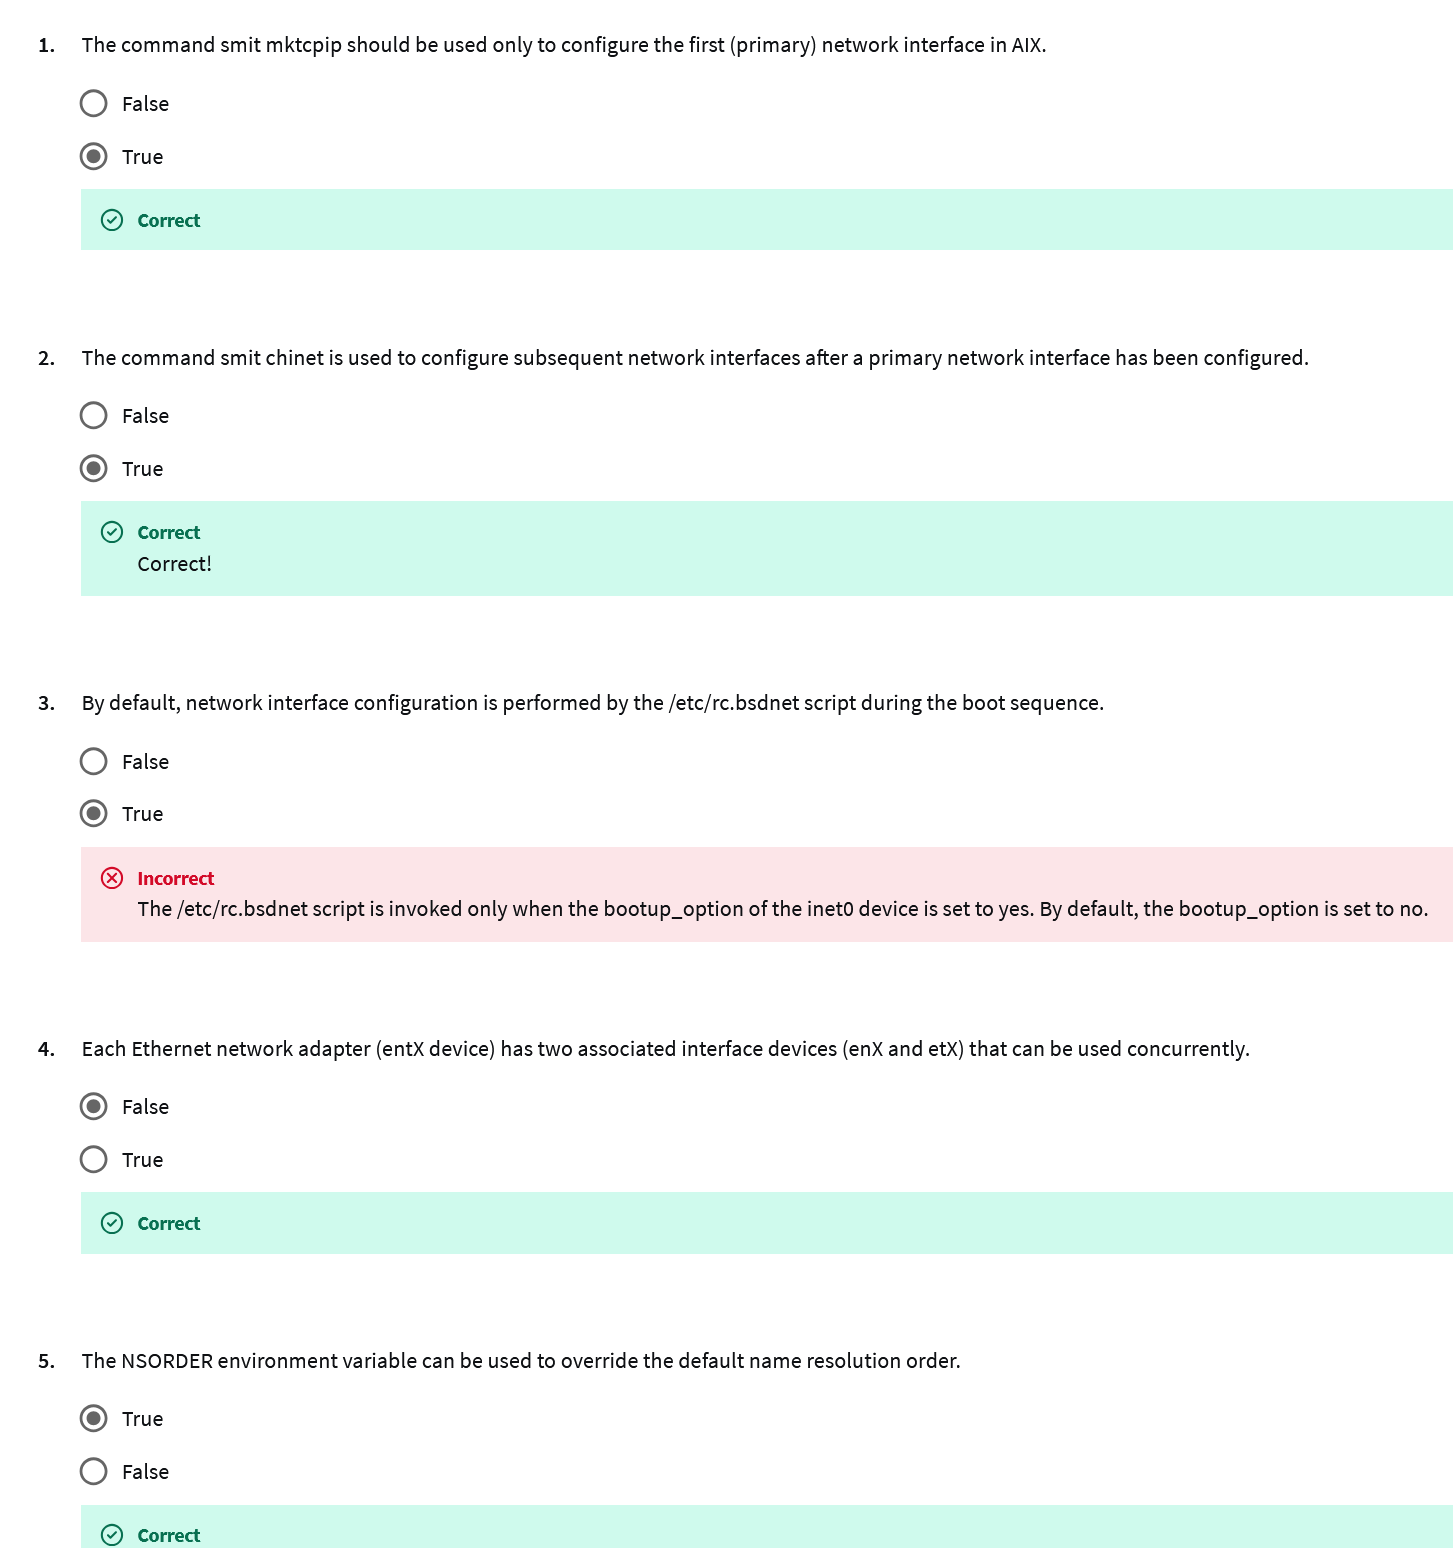 1. The command smit mktcpip should be used only to configure the first (primary) network interface in AIX.
False
True
Correct
2. The command smit chinet is used to configure subsequent network interfaces after a primary network interface has been configured.
False
True
Correct
Correct!
3. By default, network interface configuration is performed by the /etc/rc.bsdnet script during the boot sequence.
False
True
Incorrect
The /etc/rc.bsdnet script is invoked only when the bootup_option of the inet0 device is set to yes. By default, the bootup_option is set to no.
4. Each Ethernet network adapter (entX device) has two associated interface devices (enX and etX) that can be used concurrently.
False
True
Correct
5. The NSORDER environment variable can be used to override the default name resolution order.
True
False
Correct